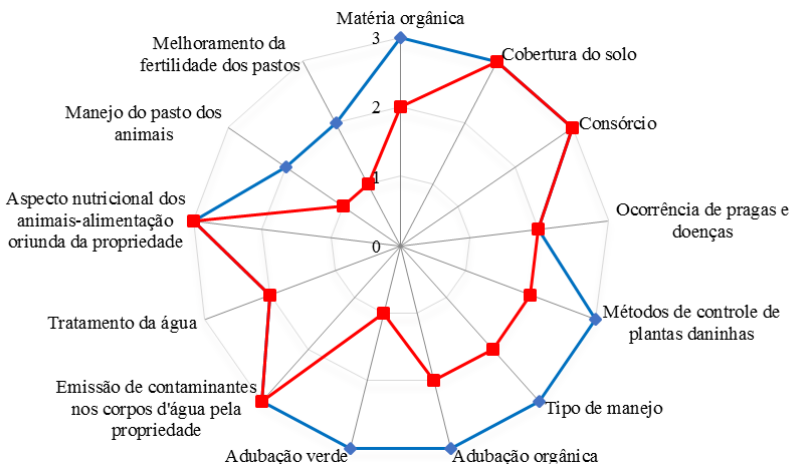 Matéria orgânica
Cobertura do solo
Consórcio
Ocorrência de pragas e
doenças
Métodos de controle de
plantas daninhas
Tipo de manejo
Adubação orgânica
Adubação verde
Emissão de contaminantes
nos corpos d'água pela
propriedade
Tratamento da água
Aspecto nutricional dos
animais-alimentação
oriunda da propriedade
Manejo do pasto dos
animais
Melhoramento da
fertilidade dos pastos
3
2
1
0